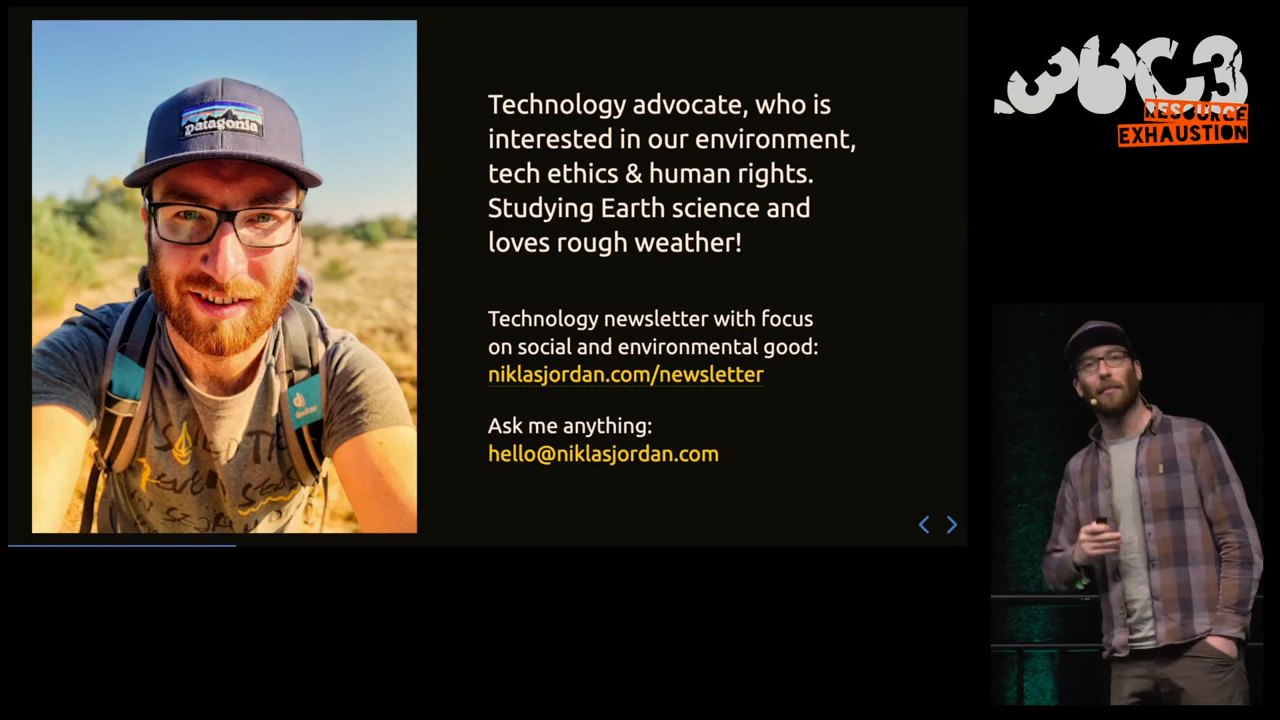 patagonia
deuter
Technology advocate, who is
interested in our environment,
tech ethics & human rights.
Studying Earth science and
loves rough weather!
Technology newsletter with focus
on social and environmental good:
niklasjordan.com/newsletter
Ask me anything:
hello@niklasjordan.com
36C3
RESOURCE
EXHAUSTION